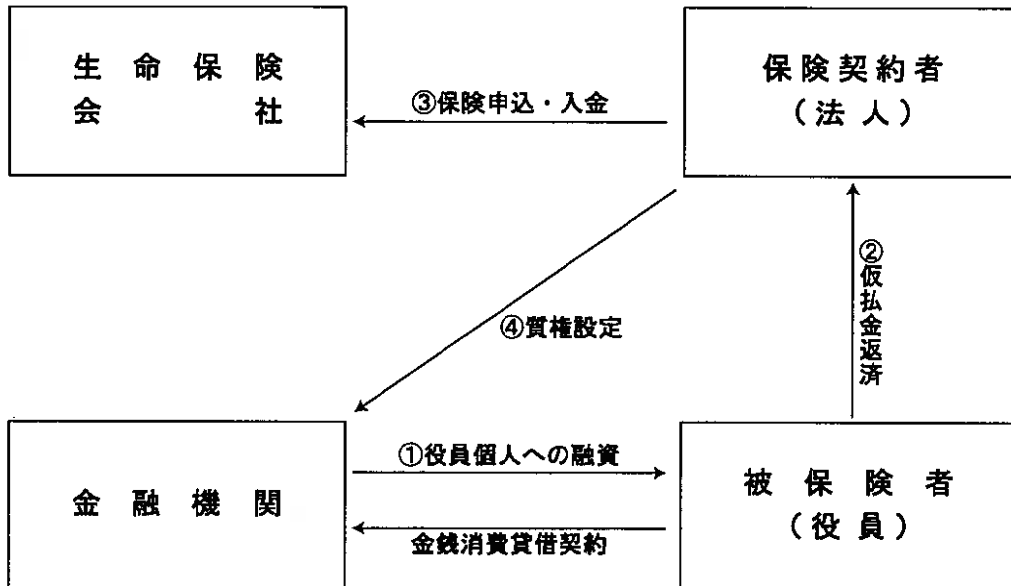 生命保険
会社
③保険申込・入金
保険契約者
(法人)
②仮払金返済
④質権設定
金融機関
①役員個人への融資
金銭消費貸借契約
被保険者
(役員)